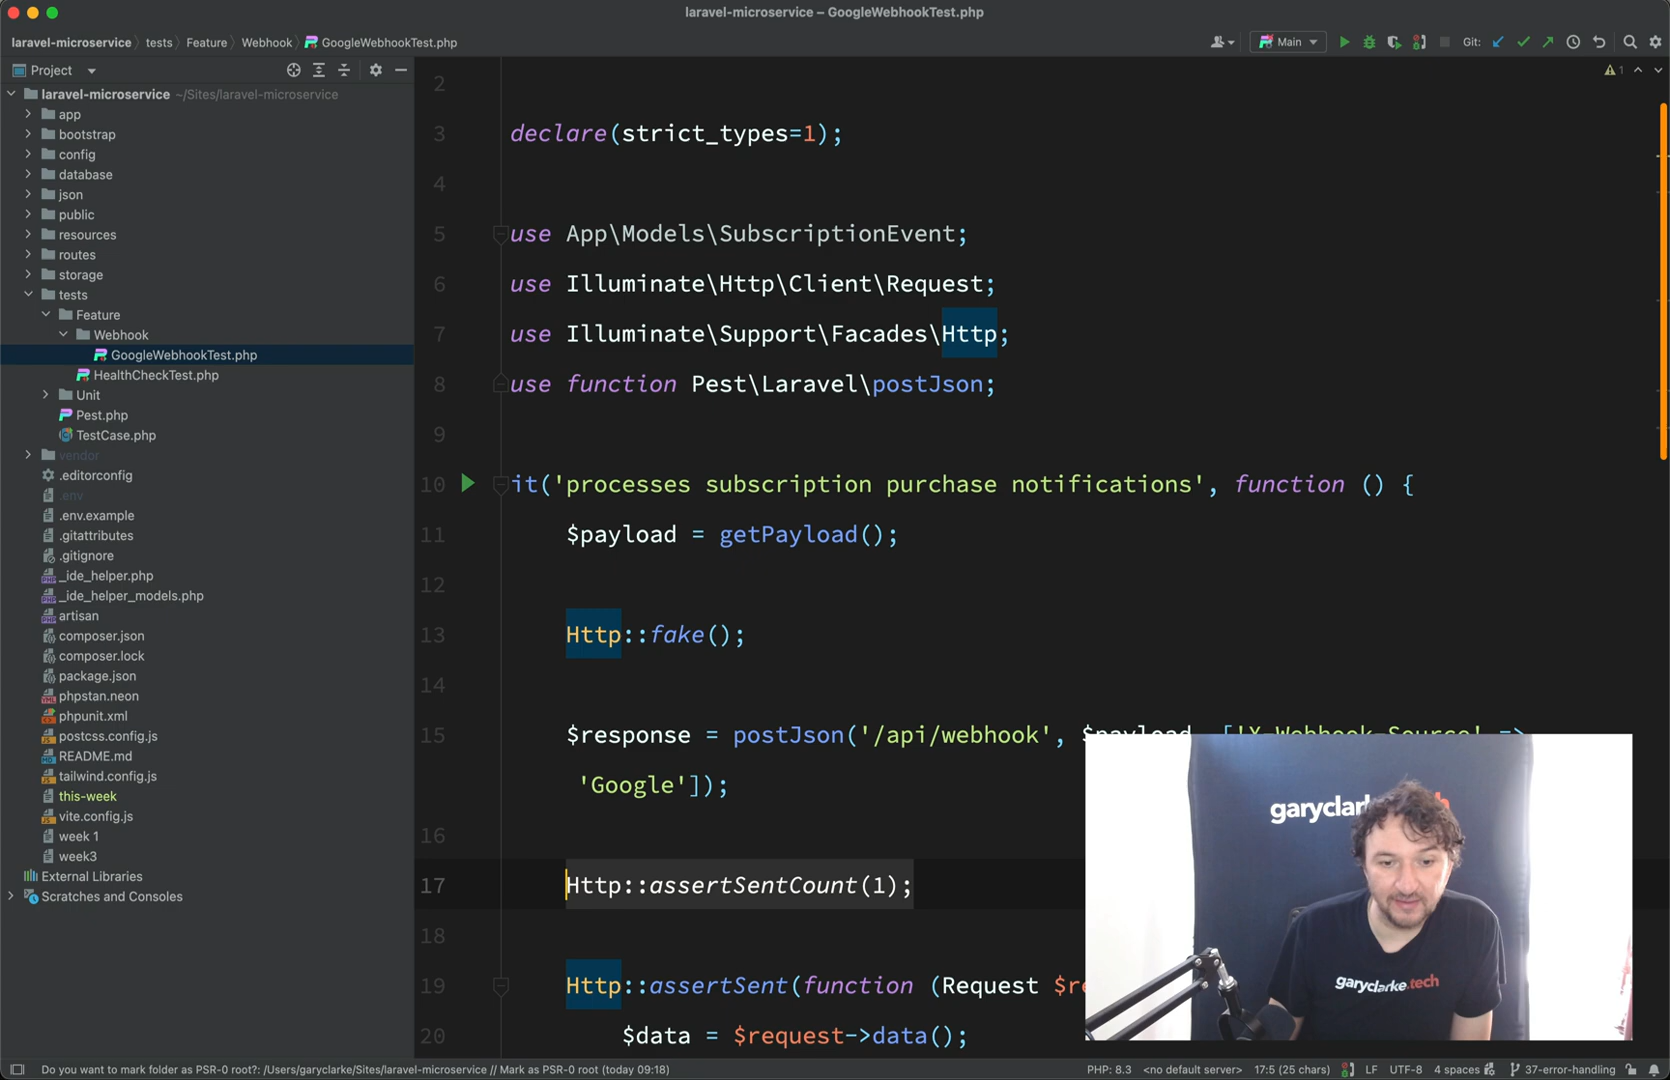 laravel-microservice – GoogleWebhookTest.php
laravel-microservice
tests
Feature
Webhook
GoogleWebhookTest.php
Main
Git:
Project
laravel-microservice ~/Sites/laravel-microservice
app
bootstrap
config
database
json
public
resources
routes
storage
tests
Feature
Webhook
GoogleWebhookTest.php
HealthCheckTest.php
Unit
Pest.php
TestCase.php
vendor
.editorconfig
.env
.env.example
.gitattributes
.gitignore
_ide_helper.php
_ide_helper_models.php
artisan
composer.json
composer.lock
package.json
phpstan.neon
phpunit.xml
postcss.config.js
README.md
tailwind.config.js
this-week
vite.config.js
week 1
week3
External Libraries
Scratches and Consoles
1
2
3 declare(strict_types=1);
4
5 use App\Models\SubscriptionEvent;
6 use Illuminate\Http\Client\Request;
7 use Illuminate\Support\Facades\Http;
8 use function Pest\Laravel\postJson;
9
10 it('processes subscription purchase notifications', function () {
11 $payload = getPayload();
12
13 Http::fake();
14
15 $response = postJson('/api/webhook', $payload, ['X-Webhook-Source' =>
'Google']);
16
17 Http::assertSentCount(1);
18
19 Http::assertSent(function (Request $re
20 $data = $request->data();
garyclarke.tech
Do you want to mark folder as PSR-0 root?: /Users/garyclarke/Sites/laravel-microservice // Mark as PSR-0 root (today 09:18)
PHP: 8.3
<no default server>
17:5 (25 chars)
LF
UTF-8
4 spaces
37-error-handling